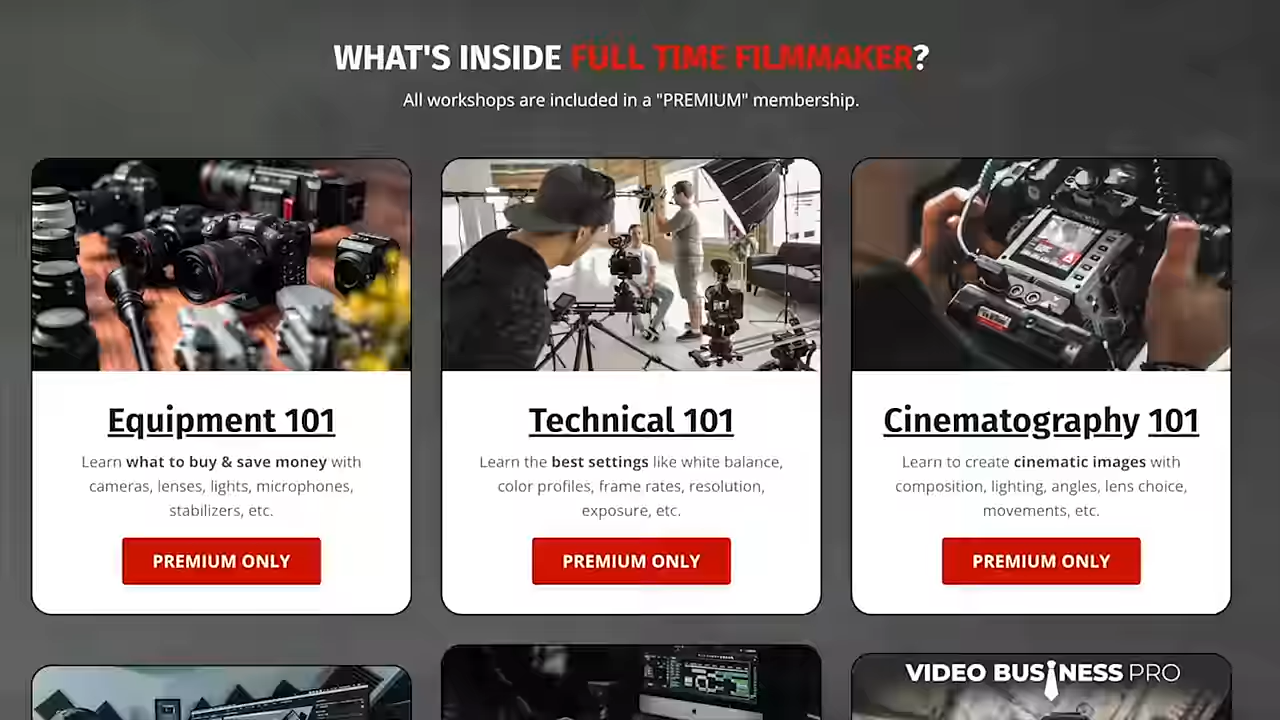 WHAT'S INSIDE FULL TIME FILMMAKER?
All workshops are included in a "PREMIUM" membership.
Equipment 101
Learn what to buy & save money with
cameras, lenses, lights, microphones,
stabilizers, etc.
PREMIUM ONLY
Technical 101
Learn the best settings like white balance,
color profiles, frame rates, resolution,
exposure, etc.
PREMIUM ONLY
Cinematography 101
Learn to create cinematic images with
composition, lighting, angles, lens choice,
movements, etc.
PREMIUM ONLY
VIDEO BUSINESS PRO